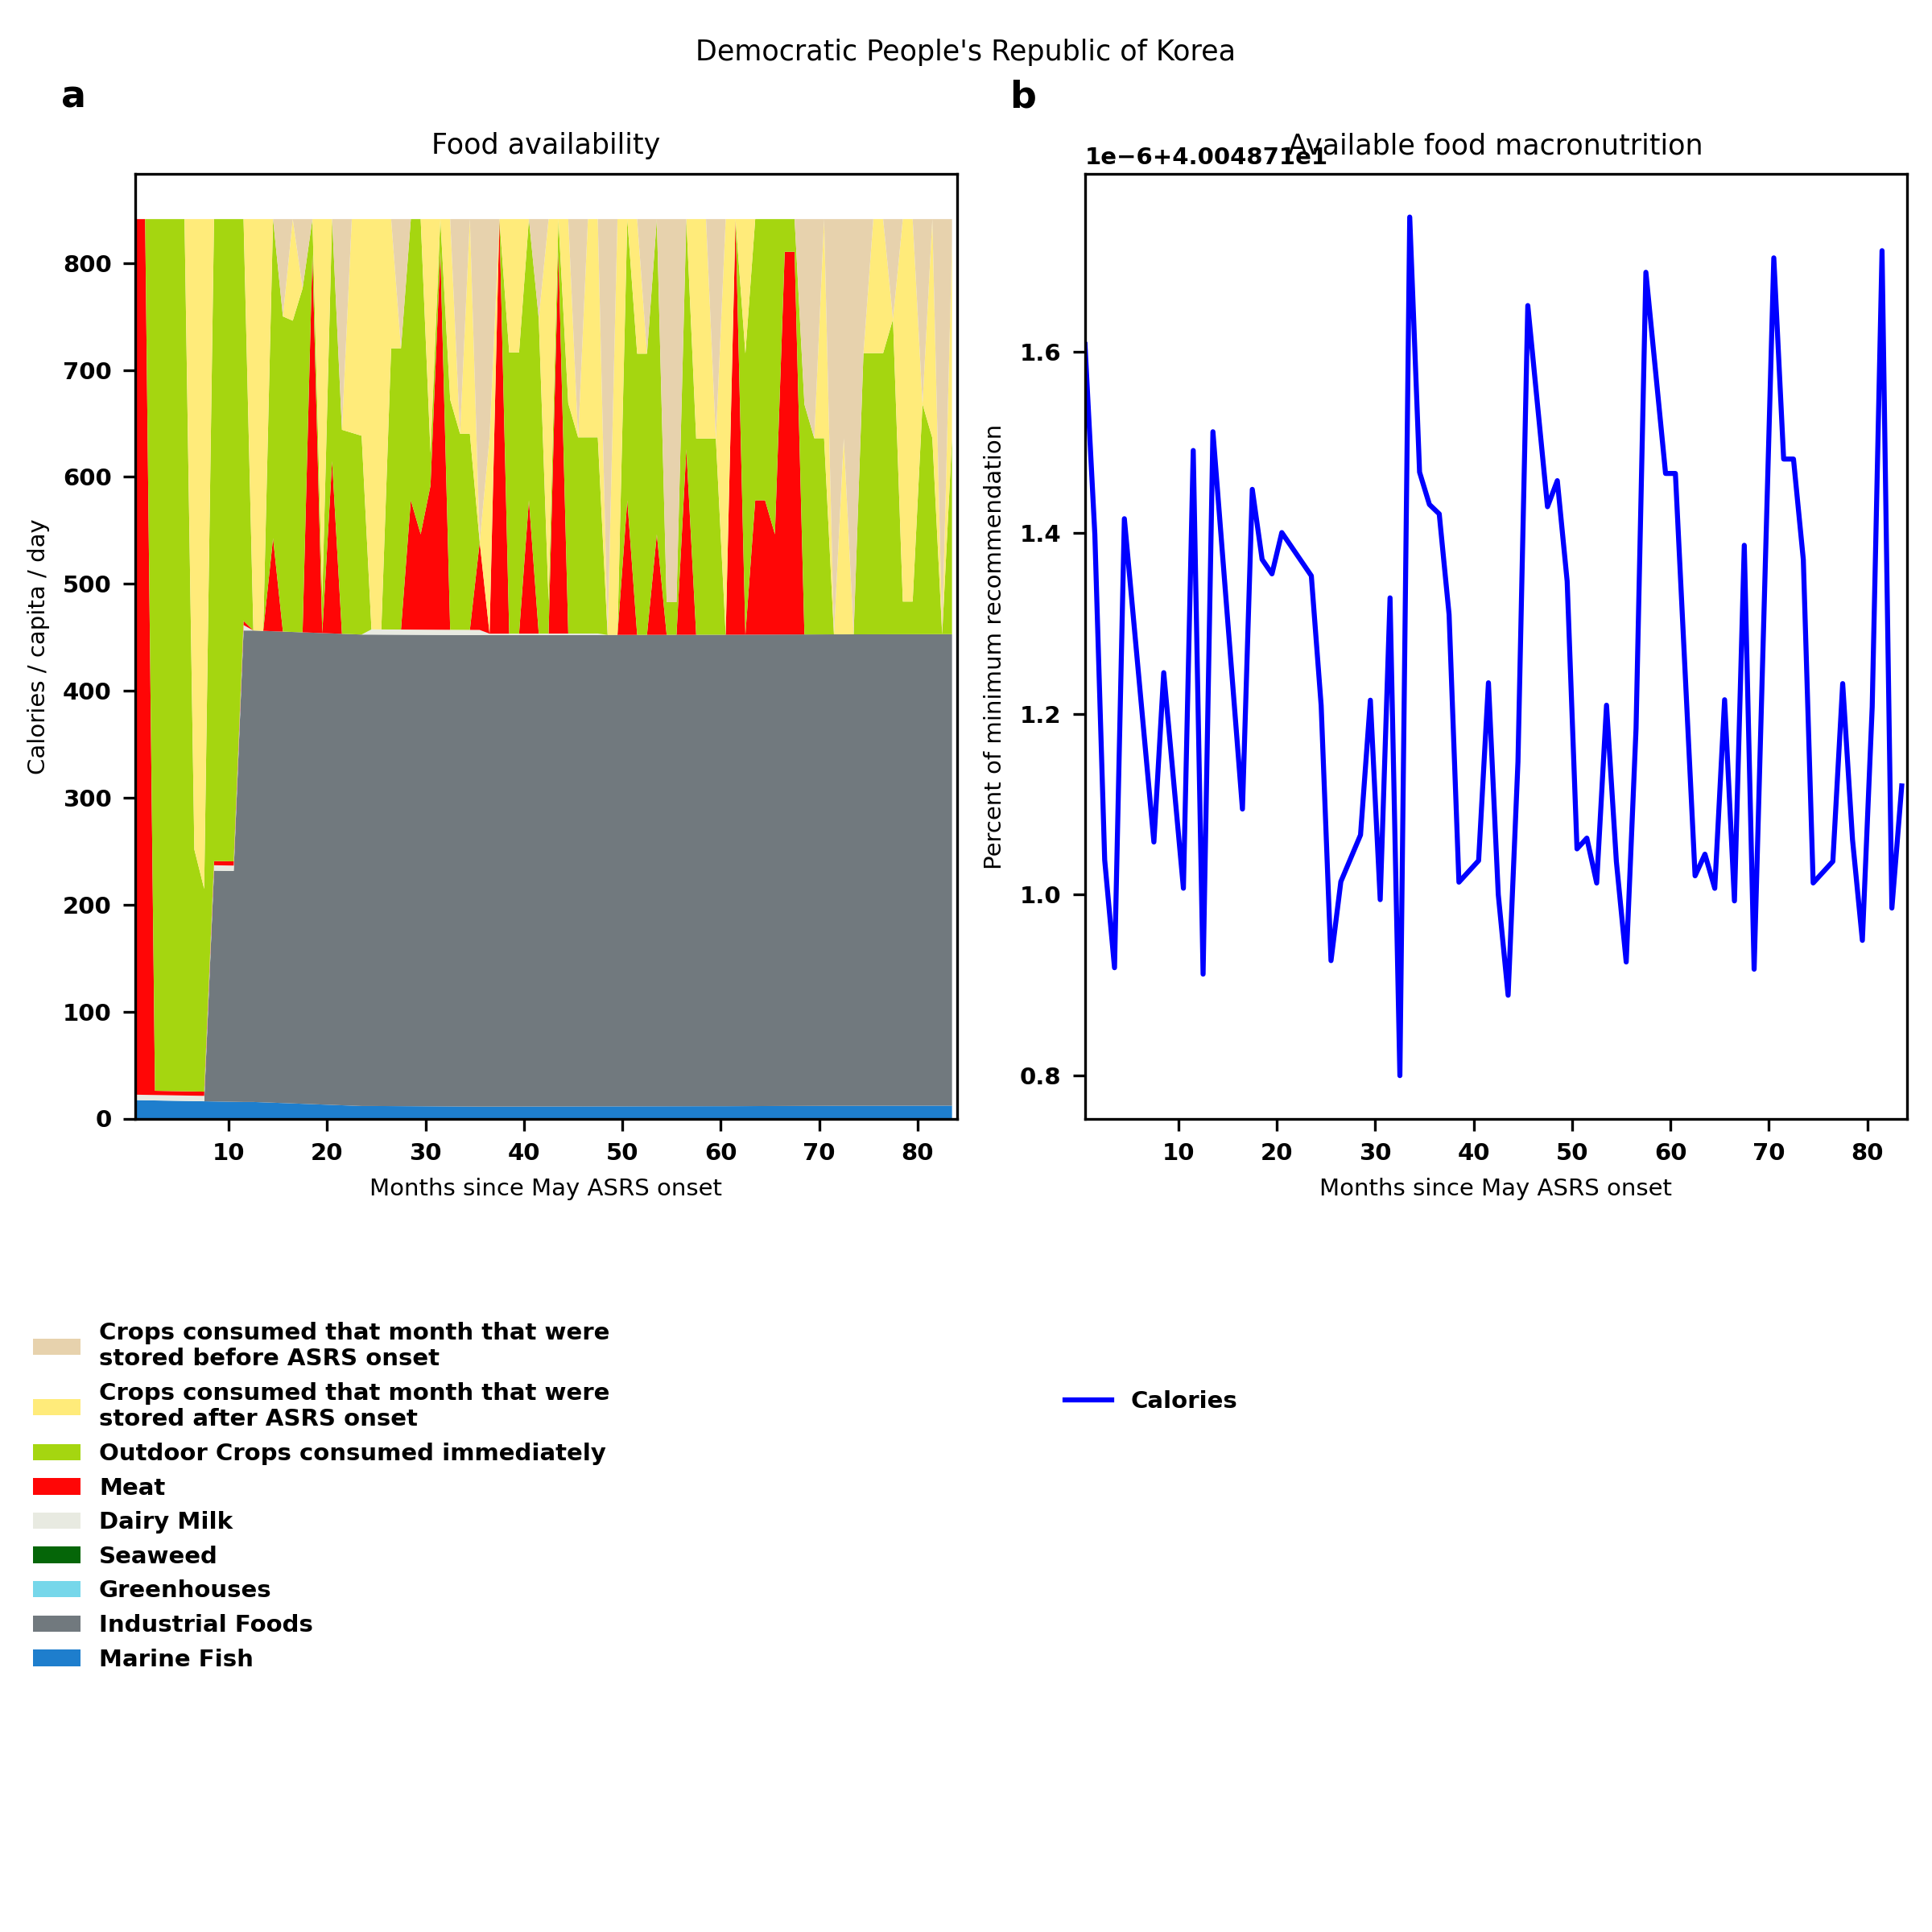 Democratic People's Republic of Korea
a
Food availability
Calories / capita / day
800
700
600
500
400
300
200
100
0
10 20 30 40 50 60 70 80
Months since May ASRS onset
b
Available food macronutrition
1e−6+4.004871e1
Percent of minimum recommendation
1.6
1.4
1.2
1.0
0.8
10 20 30 40 50 60 70 80
Months since May ASRS onset
Crops consumed that month that were
stored before ASRS onset
Crops consumed that month that were
stored after ASRS onset
Outdoor Crops consumed immediately
Meat
Dairy Milk
Seaweed
Greenhouses
Industrial Foods
Marine Fish
Calories